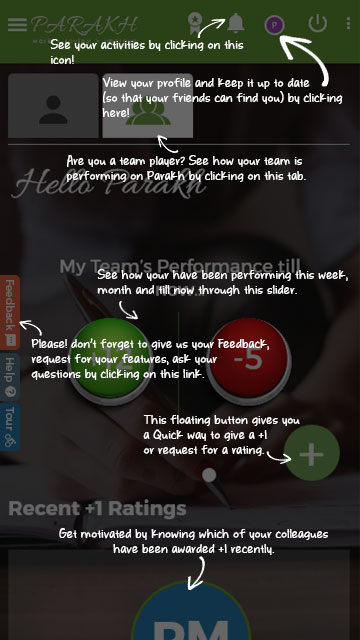 PARAKH
See your activities by clicking on this
icon!
P
View your profile and keep it up to date
(so that your friends can find you) by clicking
here!
Are you a team player? See how your team is
performing on Parakh by clicking on this tab.
Hello Parakh
My Team's Performance till
See how your have been performing this week,
month and till now through this slider.
Feedback
Please! don't forget to give us your Feedback,
request for your features, ask your
questions by clicking on this link.
-5
Help
Tour
This floating button gives you
a Quick way to give a +1
or request for a rating.
+
Recent +1 Ratings
Get motivated by knowing which of your colleagues
have been awarded +1 recently.
PM